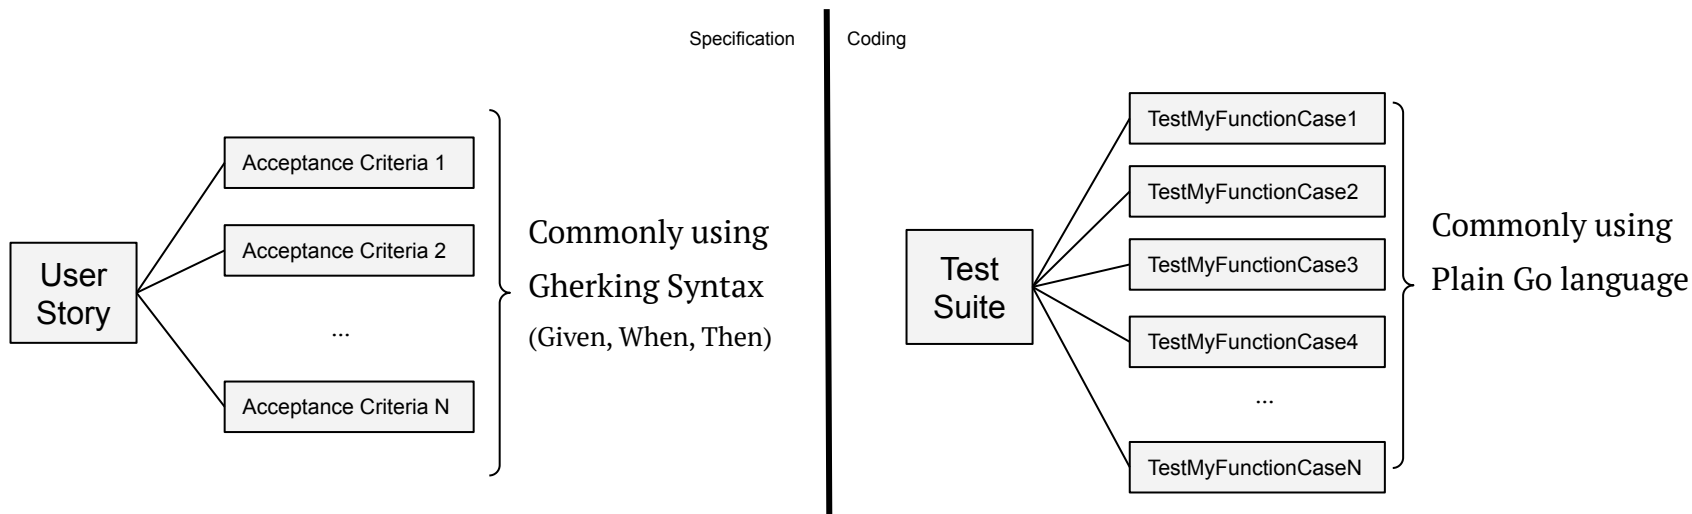 Specification
Coding
User
Story
Acceptance Criteria 1
Acceptance Criteria 2
...
Acceptance Criteria N
Commonly using
Gherking Syntax
(Given, When, Then)
Test
Suite
TestMyFunctionCase1
TestMyFunctionCase2
TestMyFunctionCase3
TestMyFunctionCase4
...
TestMyFunctionCaseN
Commonly using
Plain Go language